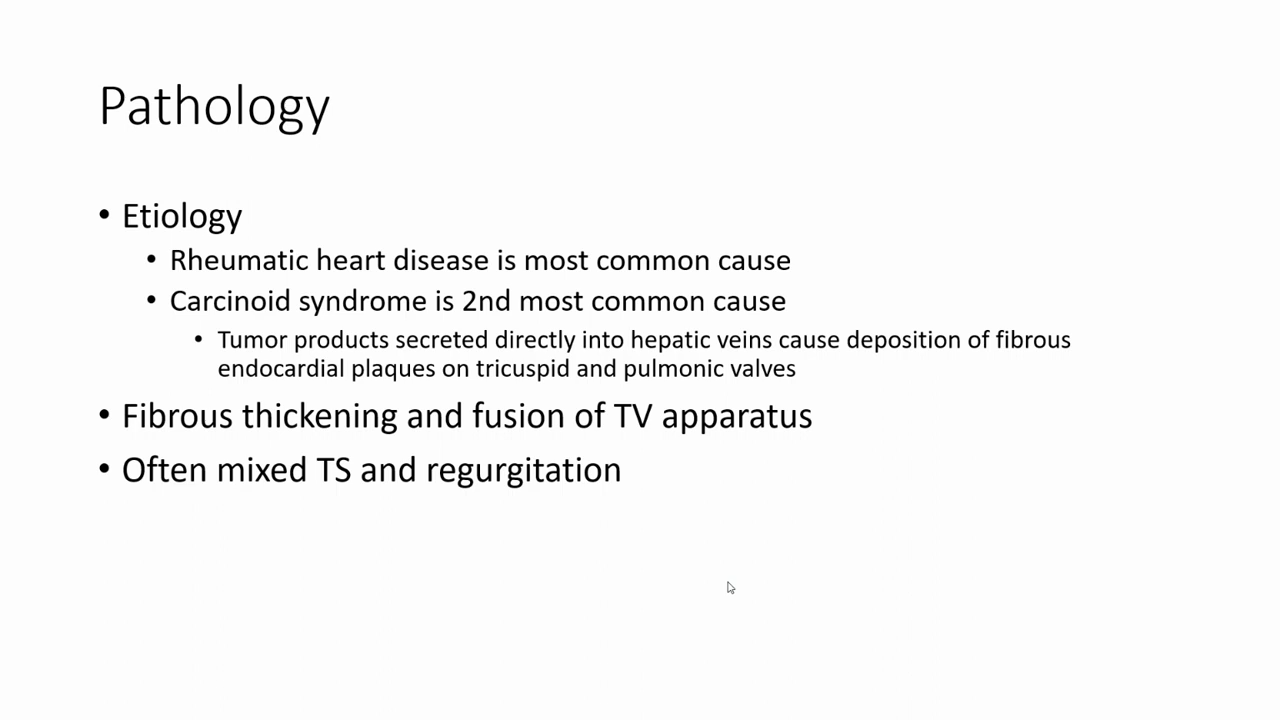 Pathology
• Etiology
• Rheumatic heart disease is most common cause
• Carcinoid syndrome is 2nd most common cause
• Tumor products secreted directly into hepatic veins cause deposition of fibrous
endocardial plaques on tricuspid and pulmonic valves
• Fibrous thickening and fusion of TV apparatus
• Often mixed TS and regurgitation